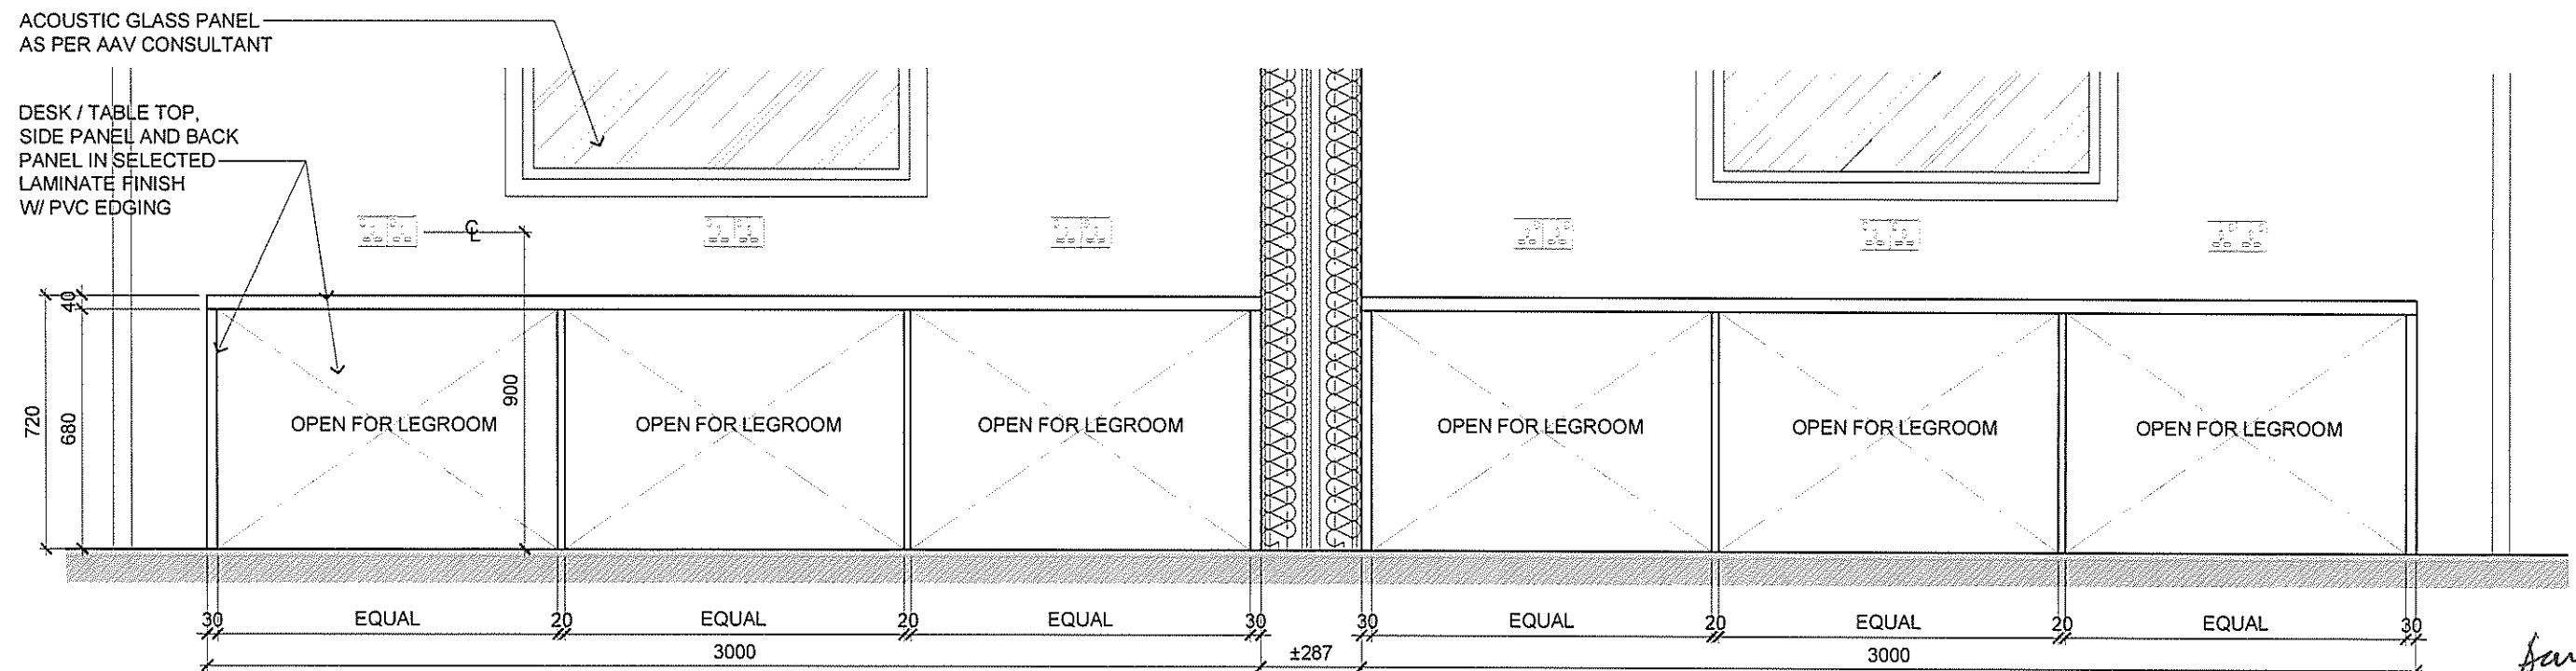 ACOUSTIC GLASS PANEL
AS PER AAV CONSULTANT
DESK / TABLE TOP,
SIDE PANEL AND BACK
PANEL IN SELECTED
LAMINATE FINISH
W/ PVC EDGING
℄
40
720
680
900
OPEN FOR LEGROOM
OPEN FOR LEGROOM
OPEN FOR LEGROOM
OPEN FOR LEGROOM
OPEN FOR LEGROOM
OPEN FOR LEGROOM
30 EQUAL 20 EQUAL 20 EQUAL 30 30 EQUAL 20 EQUAL 20 EQUAL 30
3000 ±287 3000